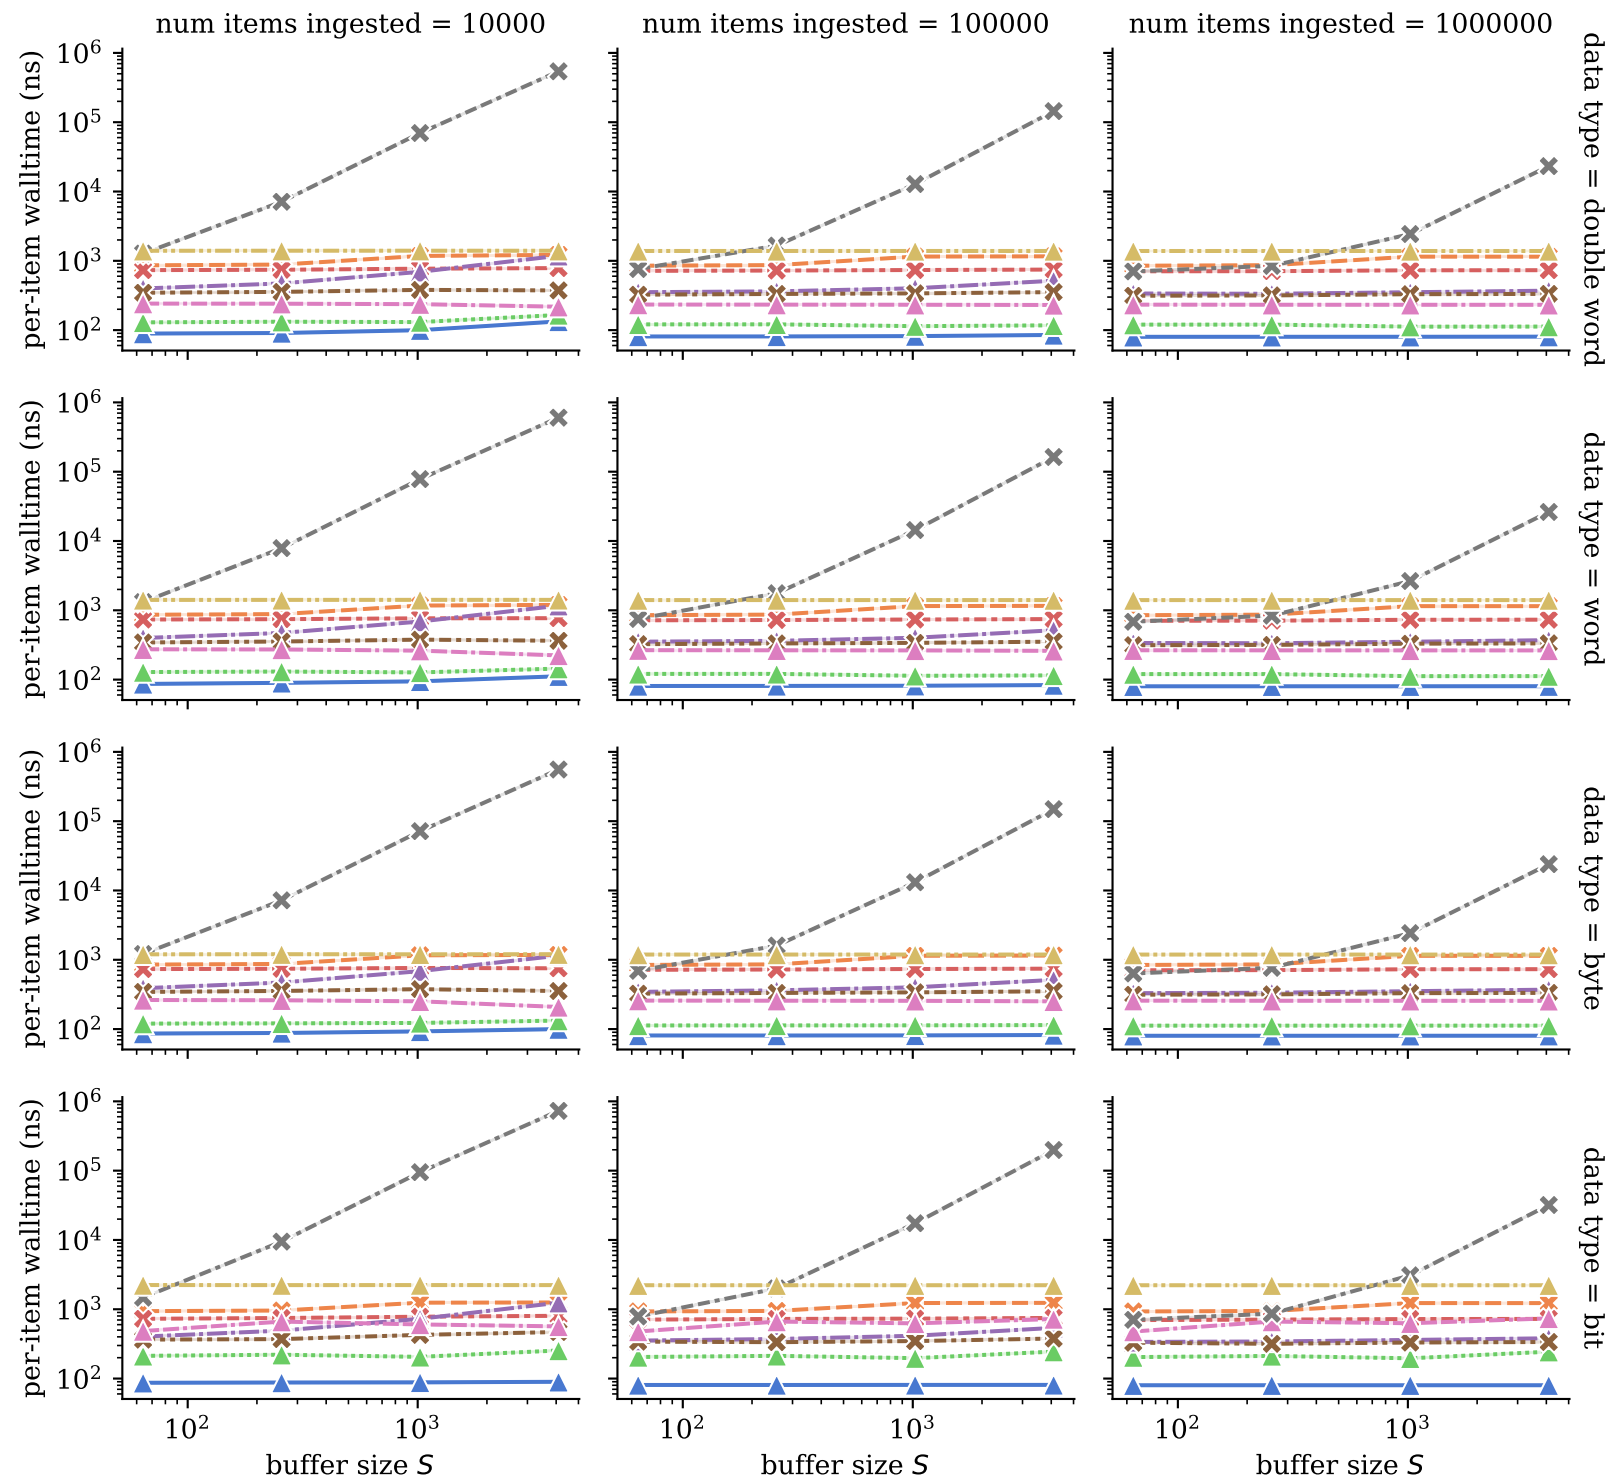 num items ingested = 10000
num items ingested = 100000
num items ingested = 1000000
per-item walltime (ns)
10⁶
10⁵
10⁴
10³
10²
data type = double word
per-item walltime (ns)
10⁶
10⁵
10⁴
10³
10²
data type = word
per-item walltime (ns)
10⁶
10⁵
10⁴
10³
10²
data type = byte
per-item walltime (ns)
10⁶
10⁵
10⁴
10³
10²
data type = bit
10² 10³
10² 10³
10² 10³
buffer size S
buffer size S
buffer size S